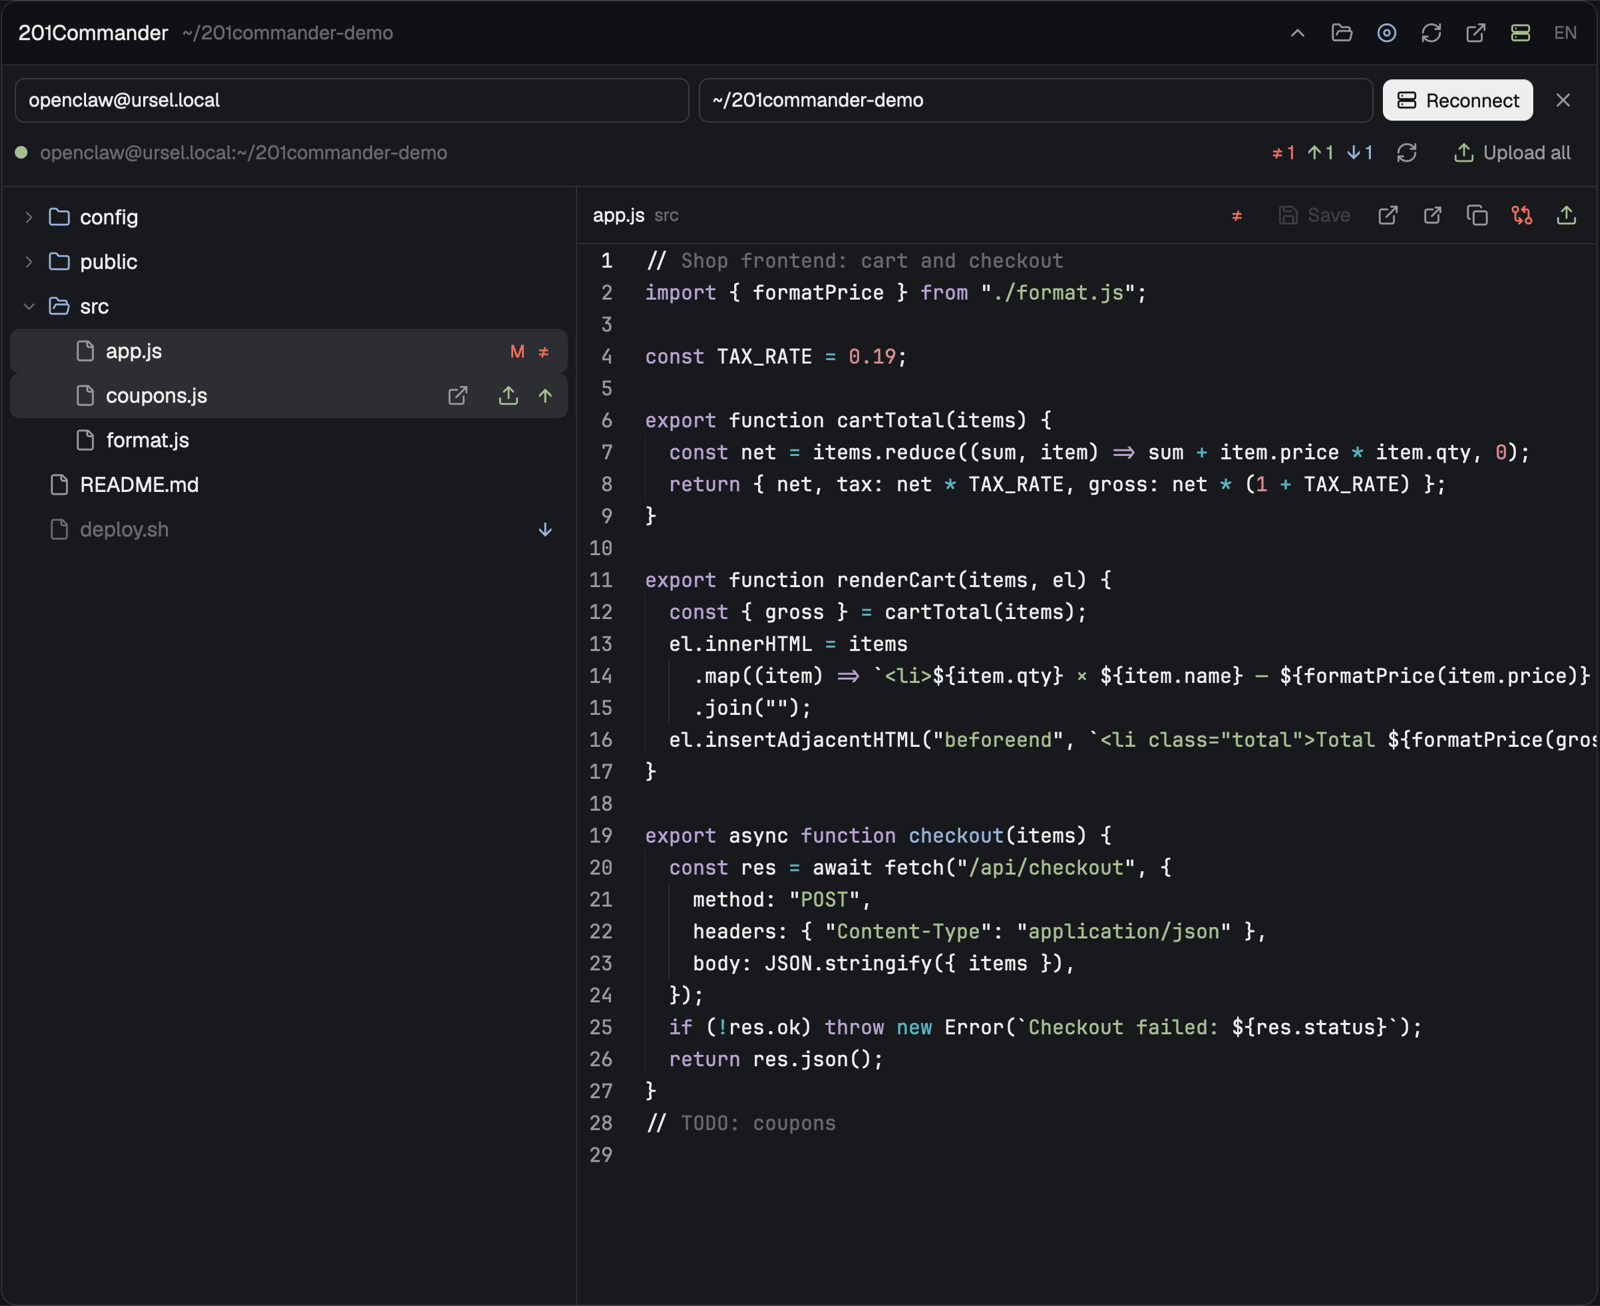 201Commander ~/201commander-demo EN
openclaw@ursel.local ~/201commander-demo Reconnect
openclaw@ursel.local:~/201commander-demo ≠1 ↑1 ↓1 Upload all
config
public
src
app.js M ≠
coupons.js ↑
format.js
README.md
deploy.sh ↓
app.js src ≠ Save
1 // Shop frontend: cart and checkout
2 import { formatPrice } from "./format.js";
3
4 const TAX_RATE = 0.19;
5
6 export function cartTotal(items) {
7   const net = items.reduce((sum, item) => sum + item.price * item.qty, 0);
8   return { net, tax: net * TAX_RATE, gross: net * (1 + TAX_RATE) };
9 }
10
11 export function renderCart(items, el) {
12   const { gross } = cartTotal(items);
13   el.innerHTML = items
14     .map((item) => `<li>${item.qty} × ${item.name} — ${formatPrice(item.price)}
15     .join("");
16   el.insertAdjacentHTML("beforeend", `<li class="total">Total ${formatPrice(gros
17 }
18
19 export async function checkout(items) {
20   const res = await fetch("/api/checkout", {
21     method: "POST",
22     headers: { "Content-Type": "application/json" },
23     body: JSON.stringify({ items }),
24   });
25   if (!res.ok) throw new Error(`Checkout failed: ${res.status}`);
26   return res.json();
27 }
28 // TODO: coupons
29